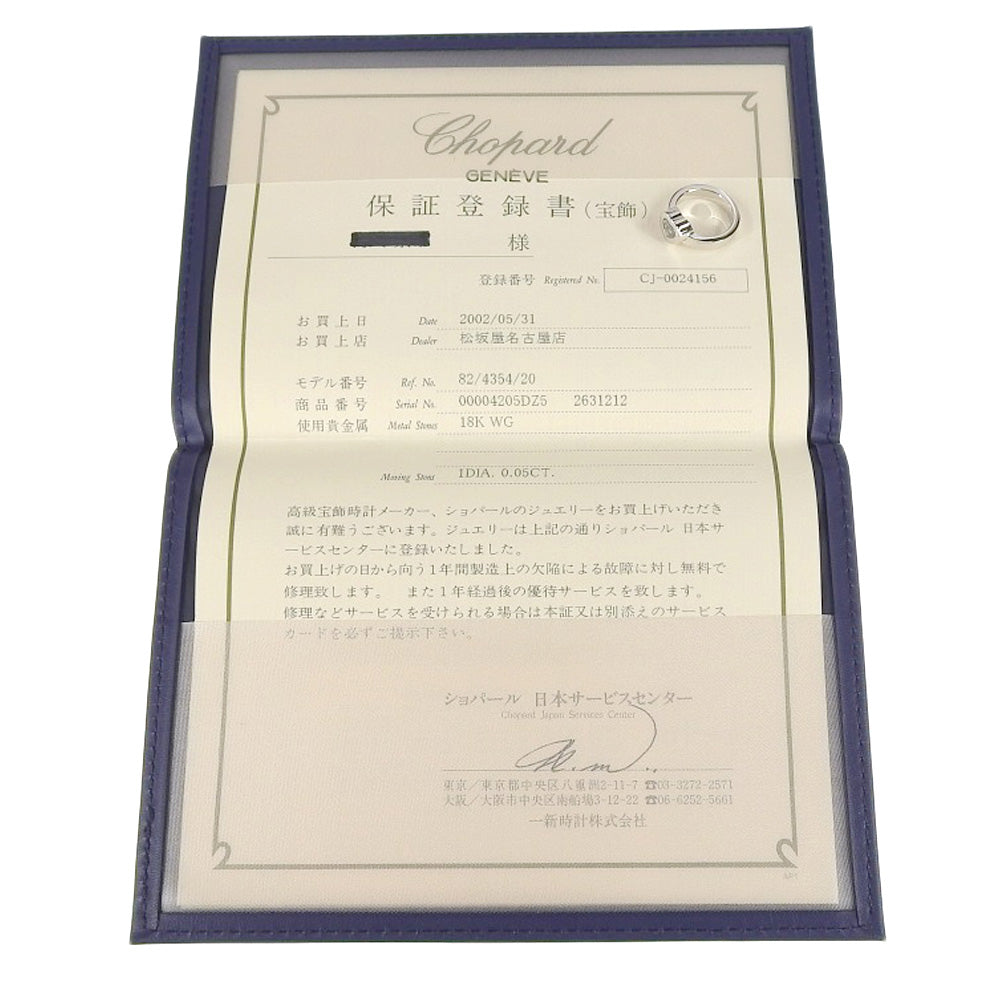 Chopard
GENÈVE
保証登録書(宝飾)
様
登録番号 Registered No. CJ-0024156
お買上日 Date 2002/05/31
お買上店 Dealer 松坂屋名古屋店
モデル番号 Ref. No. 82/4354/20
商品番号 Serial No. 00004205DZ5 2631212
使用貴金属 Metal Stones 18K WG
Moving Stone 1DIA. 0.05CT.
高級宝飾時計メーカー、ショパールのジュエリーをお買上げいただき
誠に有難うございます。ジュエリーは上記の通りショパール 日本サ
ービスセンターに登録いたしました。
お買上げの日から向う1年間製造上の欠陥による故障に対し無料で
修理致します。 また1年経過後の優待サービスを致します。
修理などサービスを受けられる場合は本証又は別添えのサービス
カードを必ずご提示下さい。
ショパール 日本サービスセンター
Chopard Japan Services Center
東京/東京都中央区八重洲2-11-7 ☎03-3272-2571
大阪/大阪市中央区南船場3-12-22 ☎06-6252-5661
一新時計株式会社